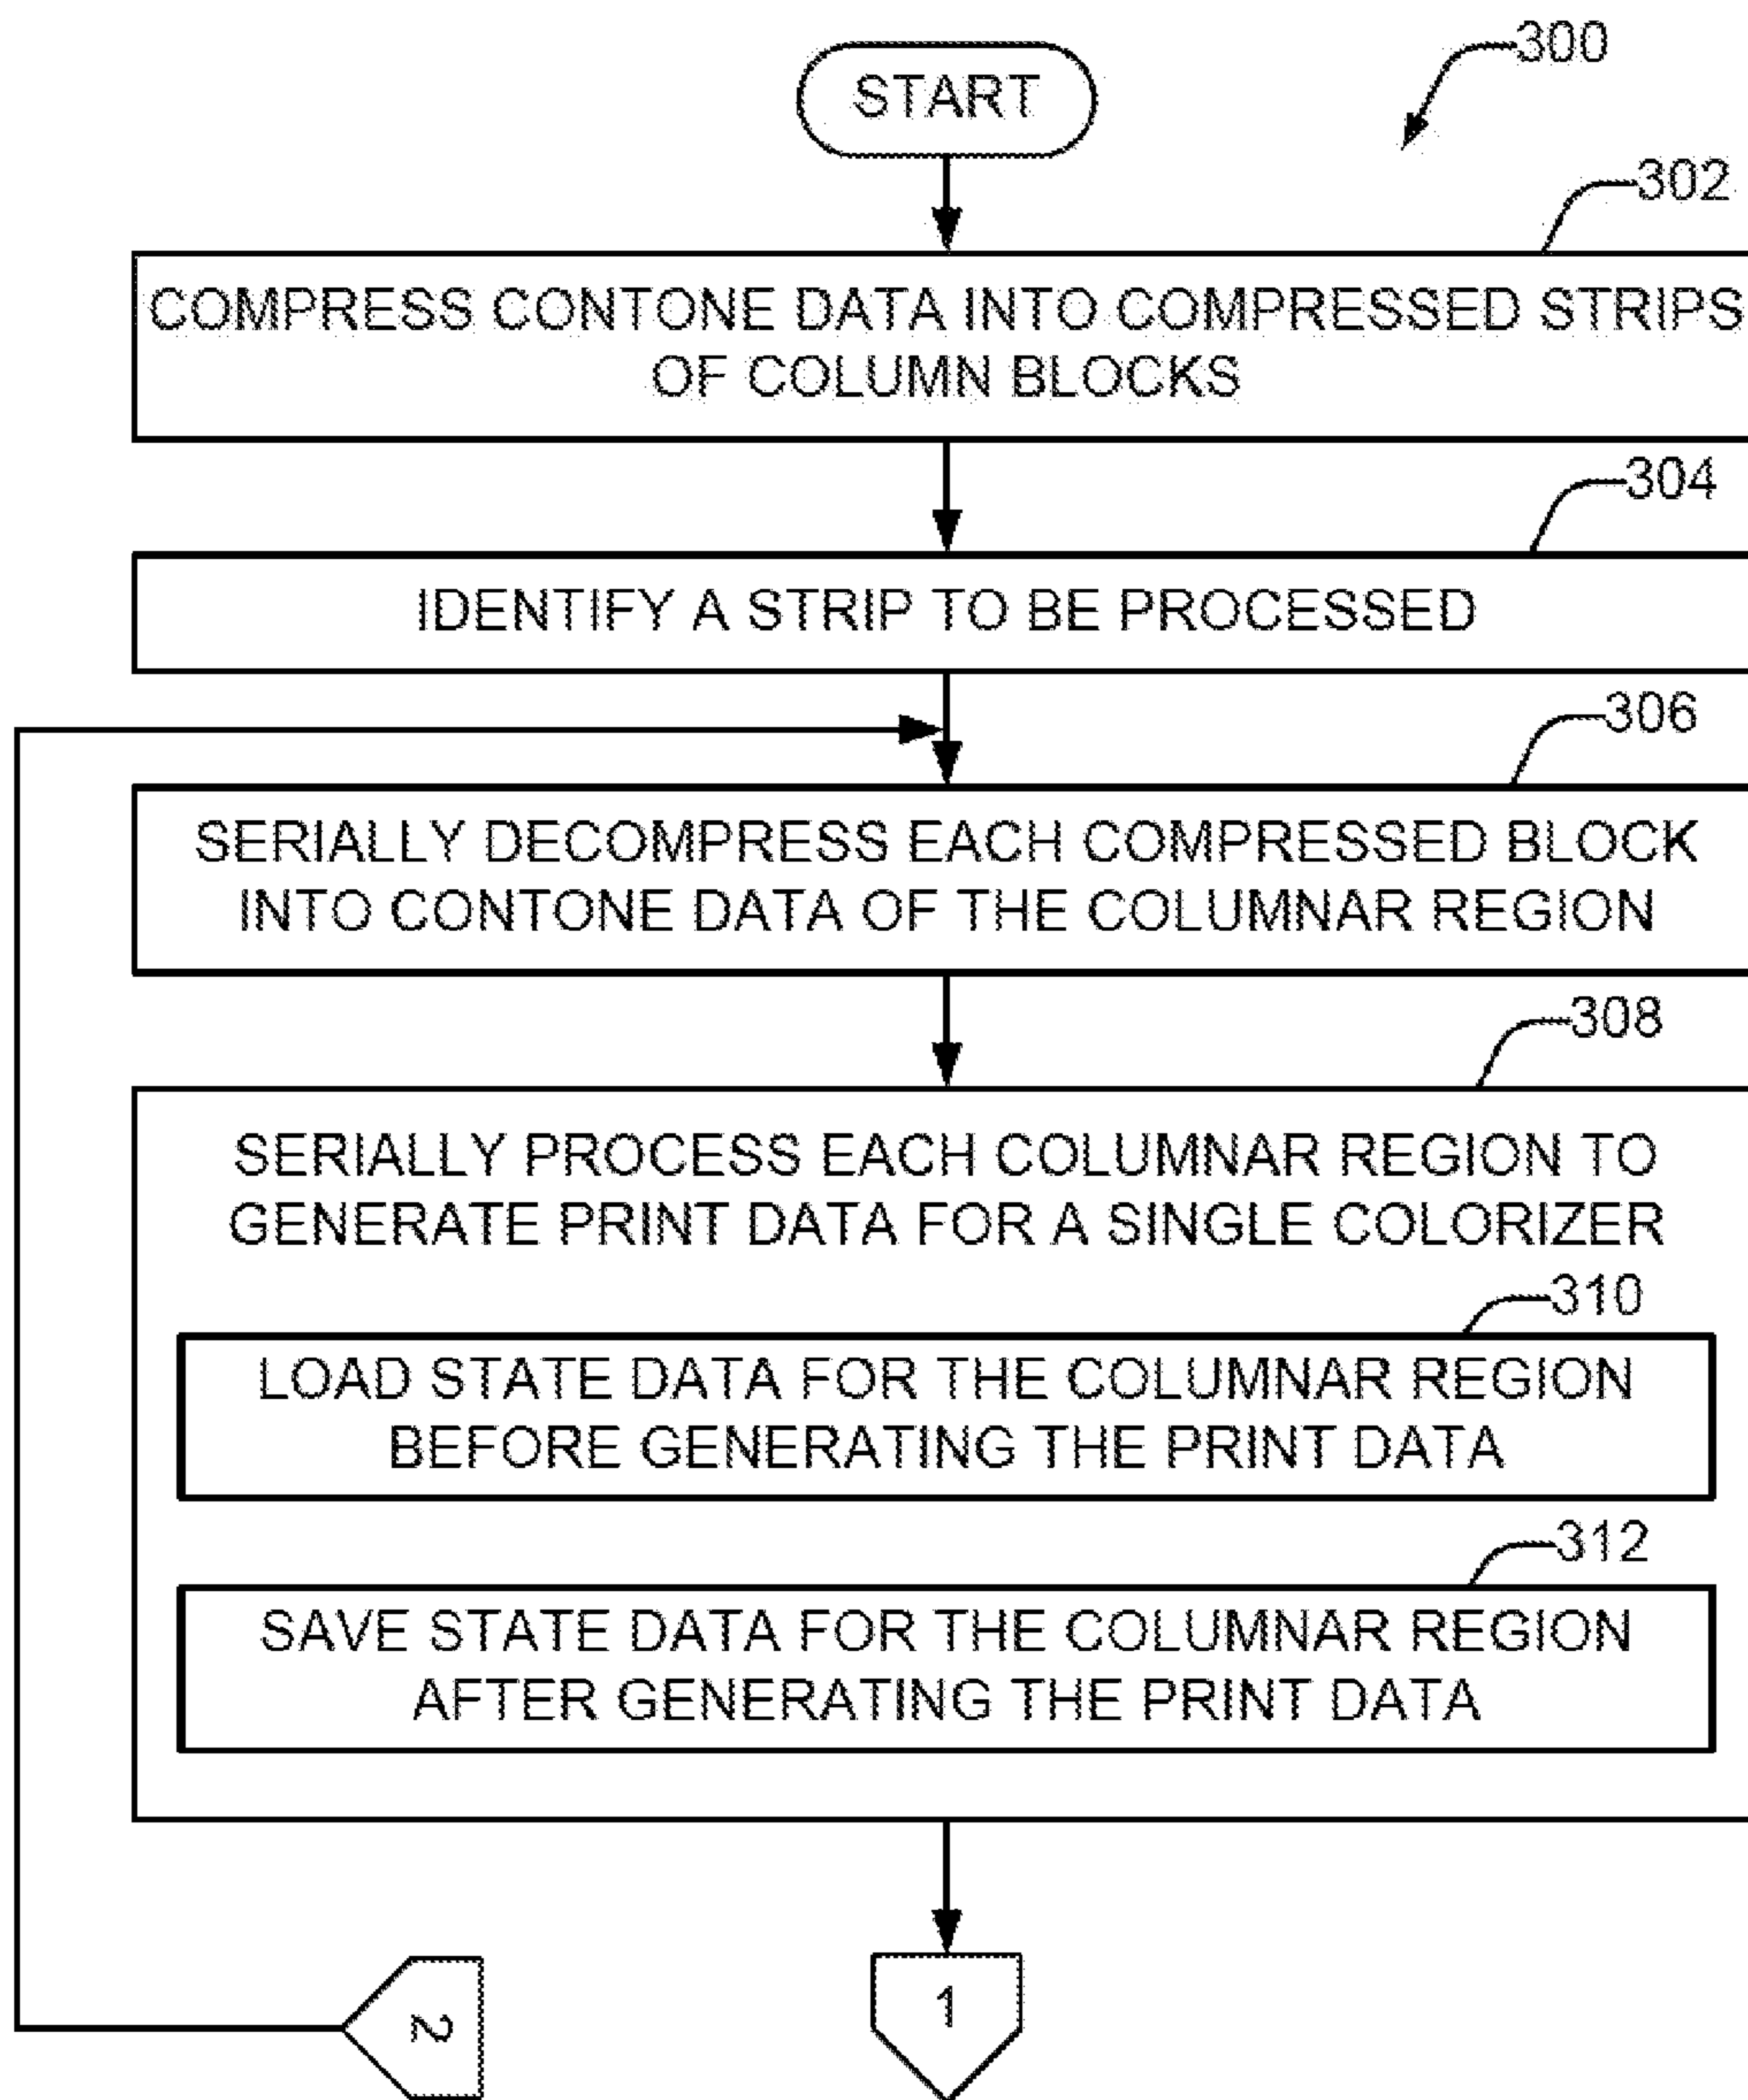 300
START
302
COMPRESS CONTONE DATA INTO COMPRESSED STRIPS
OF COLUMN BLOCKS
304
IDENTIFY A STRIP TO BE PROCESSED
306
SERIALLY DECOMPRESS EACH COMPRESSED BLOCK
INTO CONTONE DATA OF THE COLUMNAR REGION
308
SERIALLY PROCESS EACH COLUMNAR REGION TO
GENERATE PRINT DATA FOR A SINGLE COLORIZER
310
LOAD STATE DATA FOR THE COLUMNAR REGION
BEFORE GENERATING THE PRINT DATA
312
SAVE STATE DATA FOR THE COLUMNAR REGION
AFTER GENERATING THE PRINT DATA
2
1